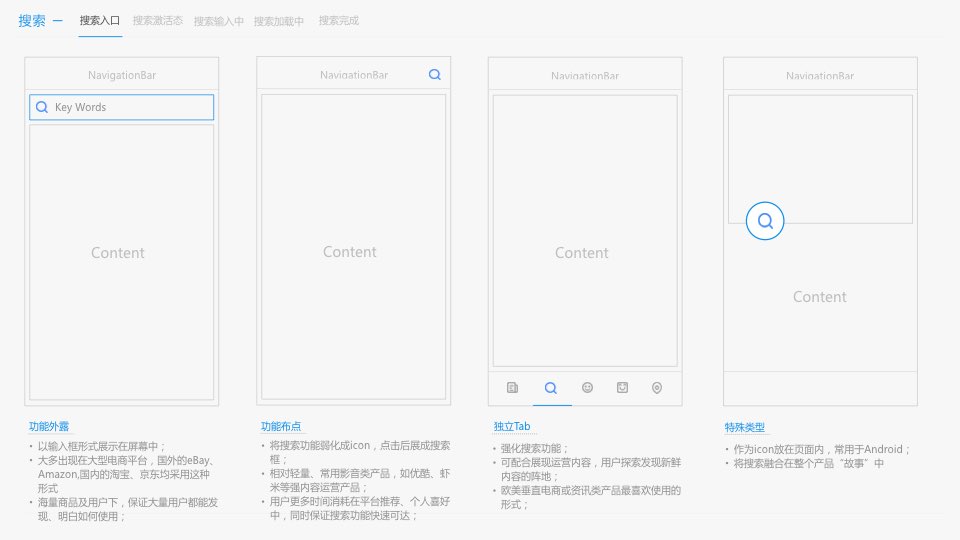 搜索 一 搜索入口 搜索激活态 搜索输入中 搜索加载中 搜索完成
NavigationBar
Key Words
Content
功能外露
• 以输入框形式展示在屏幕中；
• 大多出现在大型电商平台，国外的eBay、
Amazon,国内的淘宝、京东均采用这种
形式
• 海量商品及用户下，保证大量用户都能发
现、明白如何使用；
NavigationBar
Content
功能布点
• 将搜索功能弱化成icon，点击后展成搜索
框；
• 相对轻量、常用影音类产品，如优酷、虾
米等强内容运营产品；
• 用户更多时间消耗在平台推荐、个人喜好
中，同时保证搜索功能快速可达；
NavigationBar
Content
独立Tab
• 强化搜索功能；
• 可配合展现运营内容，用户探索发现新鲜
内容的阵地；
• 欧美垂直电商或资讯类产品最喜欢使用的
形式；
NavigationBar
Content
特殊类型
• 作为icon放在页面内，常用于Android；
• 将搜索融合在整个产品“故事”中